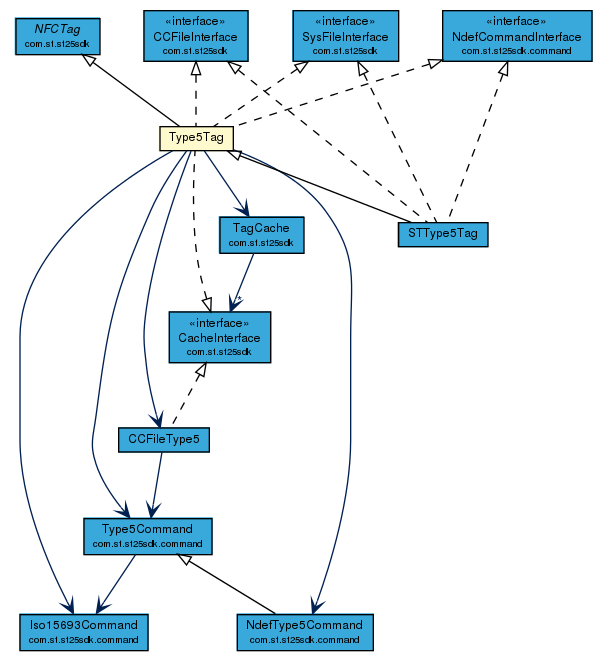 NFCTag
com.st.st25sdk
«interface»
CCFileInterface
com.st.st25sdk
«interface»
SysFileInterface
com.st.st25sdk
«interface»
NdefCommandInterface
com.st.st25sdk.command
Type5Tag
TagCache
com.st.st25sdk
STType5Tag
*
«interface»
CacheInterface
com.st.st25sdk
CCFileType5
Type5Command
com.st.st25sdk.command
Iso15693Command
com.st.st25sdk.command
NdefType5Command
com.st.st25sdk.command